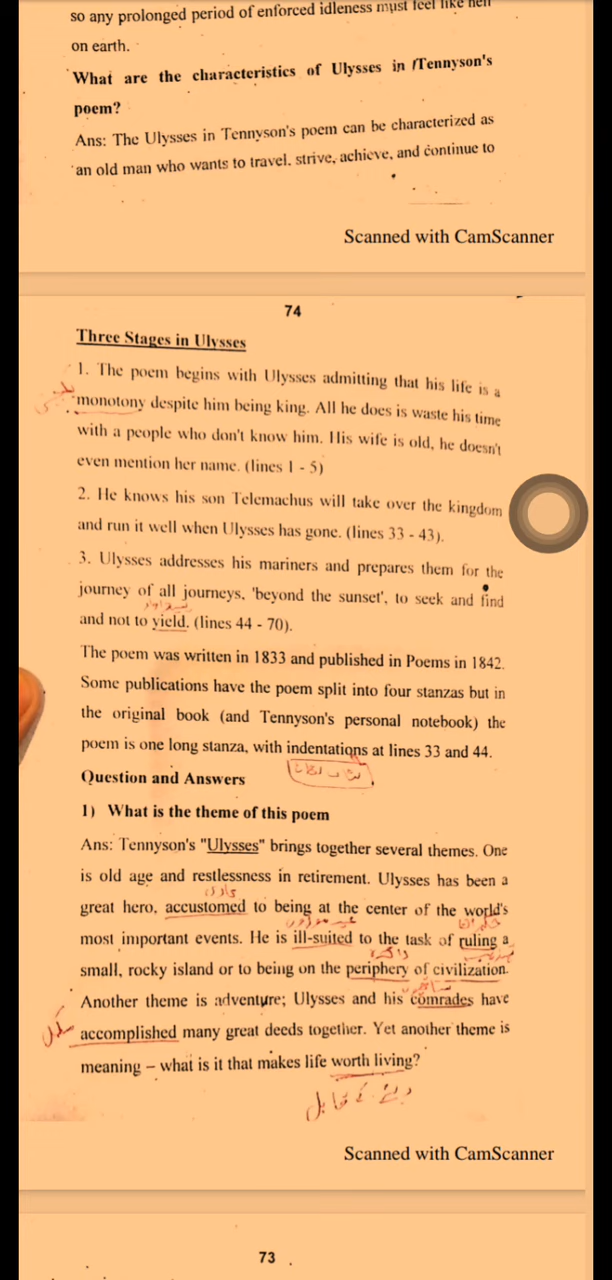 so any prolonged period of enforced idleness must feel like hell
on earth.
What are the characteristics of Ulysses in Tennyson's
poem?
Ans: The Ulysses in Tennyson's poem can be characterized as
an old man who wants to travel. strive, achieve, and continue to
Scanned with CamScanner
74
Three Stages in Ulysses
1. The poem begins with Ulysses admitting that his life is a
monotony despite him being king. All he does is waste his time
with a people who don't know him. His wife is old, he doesn't
even mention her name. (lines 1 - 5)
2. He knows his son Telemachus will take over the kingdom
and run it well when Ulysses has gone. (lines 33 - 43).
3. Ulysses addresses his mariners and prepares them for the
journey of all journeys, 'beyond the sunset', to seek and find
and not to yield. (lines 44 - 70).
The poem was written in 1833 and published in Poems in 1842.
Some publications have the poem split into four stanzas but in
the original book (and Tennyson's personal notebook) the
poem is one long stanza, with indentations at lines 33 and 44.
Question and Answers
1) What is the theme of this poem
Ans: Tennyson's "Ulysses" brings together several themes. One
is old age and restlessness in retirement. Ulysses has been a
عادی
great hero, accustomed to being at the center of the world's
most important events. He is ill-suited to the task of ruling a
small, rocky island or to being on the periphery of civilization.
Another theme is adventure; Ulysses and his comrades have
accomplished many great deeds together. Yet another theme is
meaning – what is it that makes life worth living?
Scanned with CamScanner
73